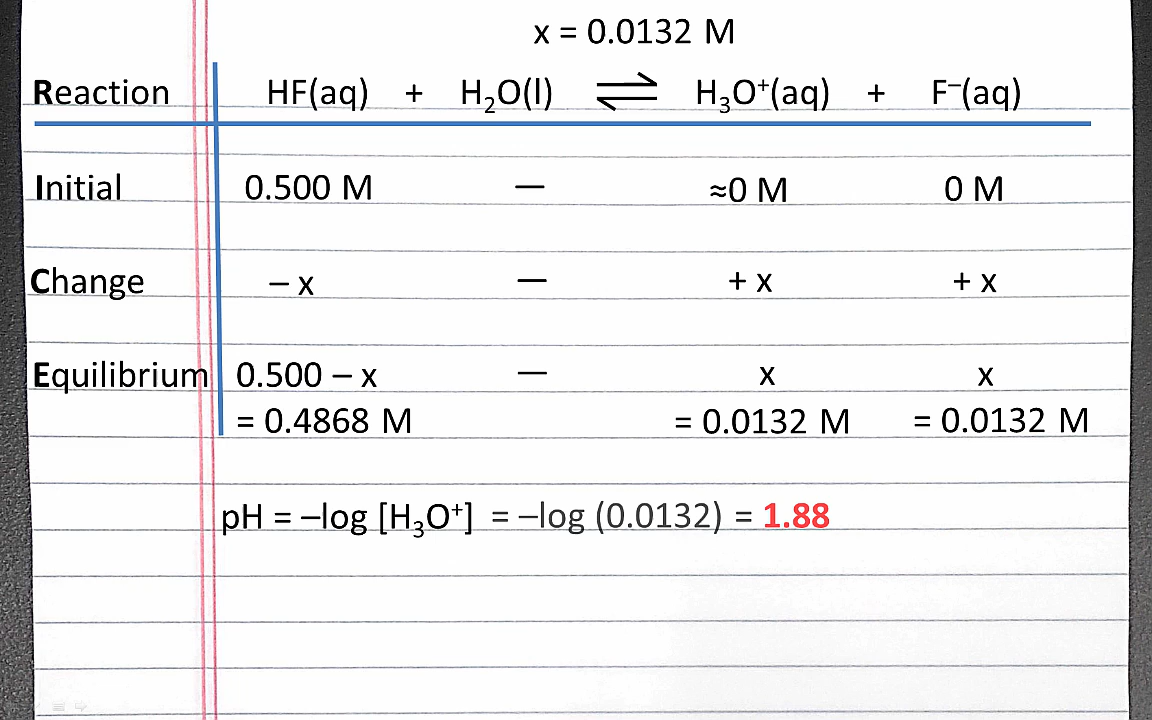 x = 0.0132 M
Reaction HF(aq) + H₂O(l) ⇌ H₃O⁺(aq) + F⁻(aq)
Initial 0.500 M — ≈0 M 0 M
Change – x — + x + x
Equilibrium 0.500 – x — x x
= 0.4868 M = 0.0132 M = 0.0132 M
pH = –log [H₃O⁺] = –log (0.0132) = 1.88